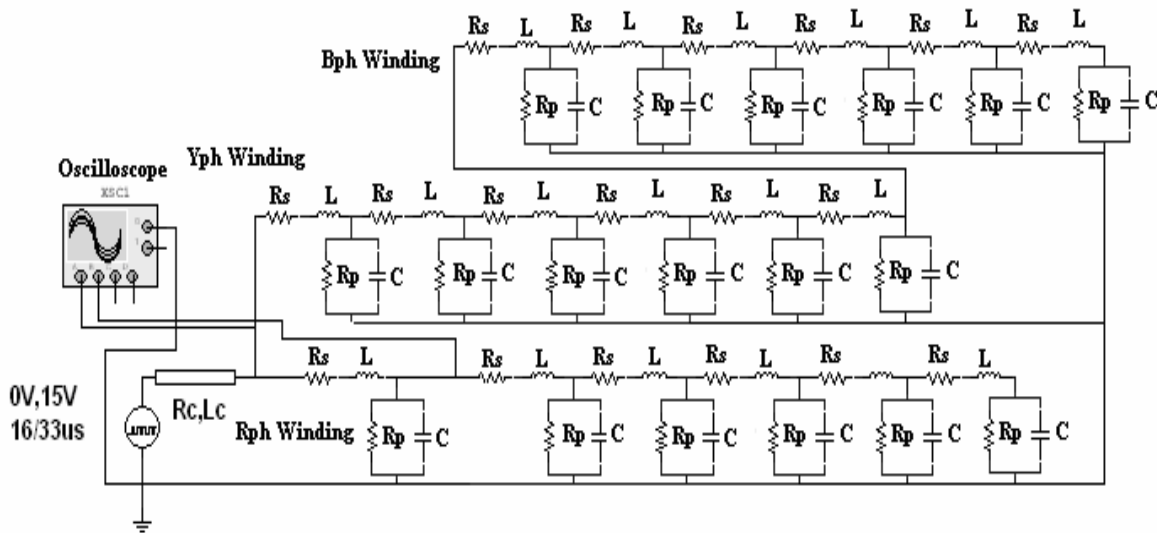 Rs L Rs L Rs L Rs L Rs L Rs L
Bph Winding
Rp C Rp C Rp C Rp C Rp C Rp C
Yph Winding
Oscilloscope
XSC1
Rs L Rs L Rs L Rs L Rs L Rs L
Rp C Rp C Rp C Rp C Rp C Rp C
Rs L Rs L Rs L Rs L Rs Rs L
0V,15V
16/33us
Rc,Lc
Rph Winding
Rp C Rp C Rp C Rp C Rp C Rp C